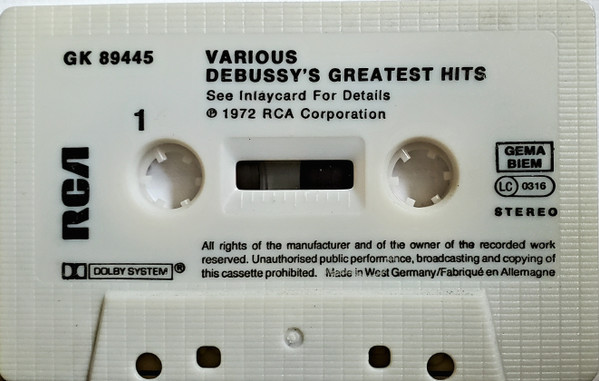 GK 89445
VARIOUS
DEBUSSY'S GREATEST HITS
See Inlaycard For Details
℗ 1972 RCA Corporation
1
RCA
GEMA
BIEM
LC 0316
STEREO
DOLBY SYSTEM ®
All rights of the manufacturer and of the owner of the recorded work
reserved. Unauthorised public performance, broadcasting and copying of
this cassette prohibited. Made in West Germany/Fabriqué en Allemagne